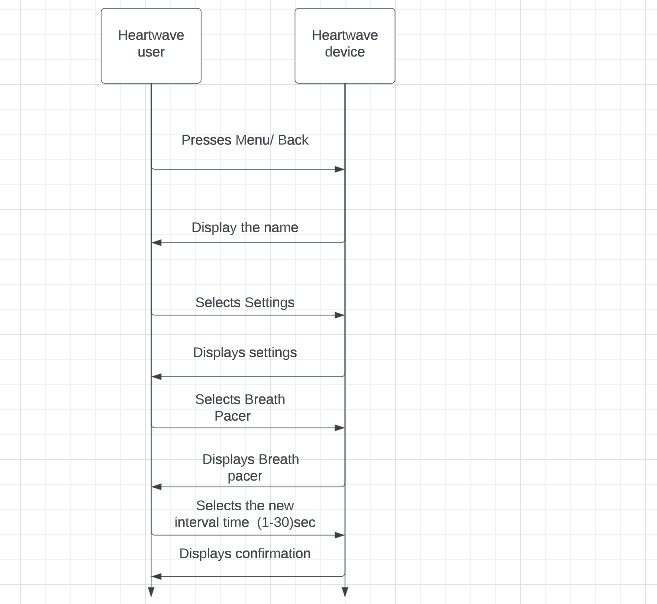 Heartwave
user
Heartwave
device
Presses Menu/ Back
Display the name
Selects Settings
Displays settings
Selects Breath
Pacer
Displays Breath
pacer
Selects the new
interval time  (1-30)sec
Displays confirmation